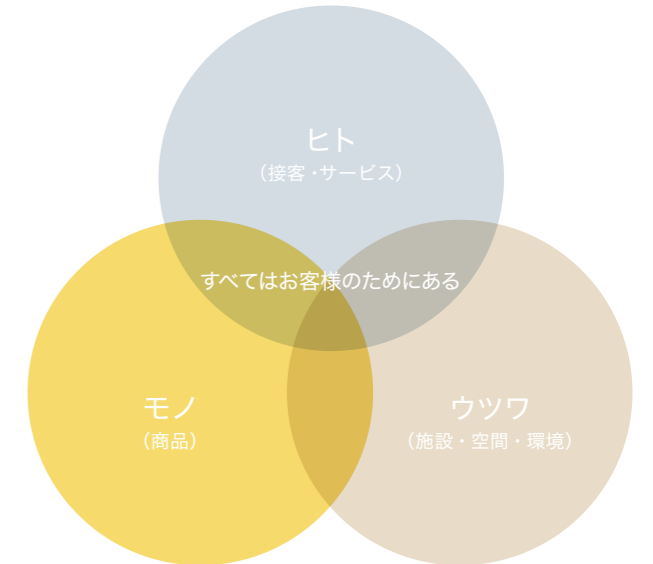 ヒト
（接客・サービス）
すべてはお客様のためにある
モノ
（商品）
ウツワ
（施設・空間・環境）